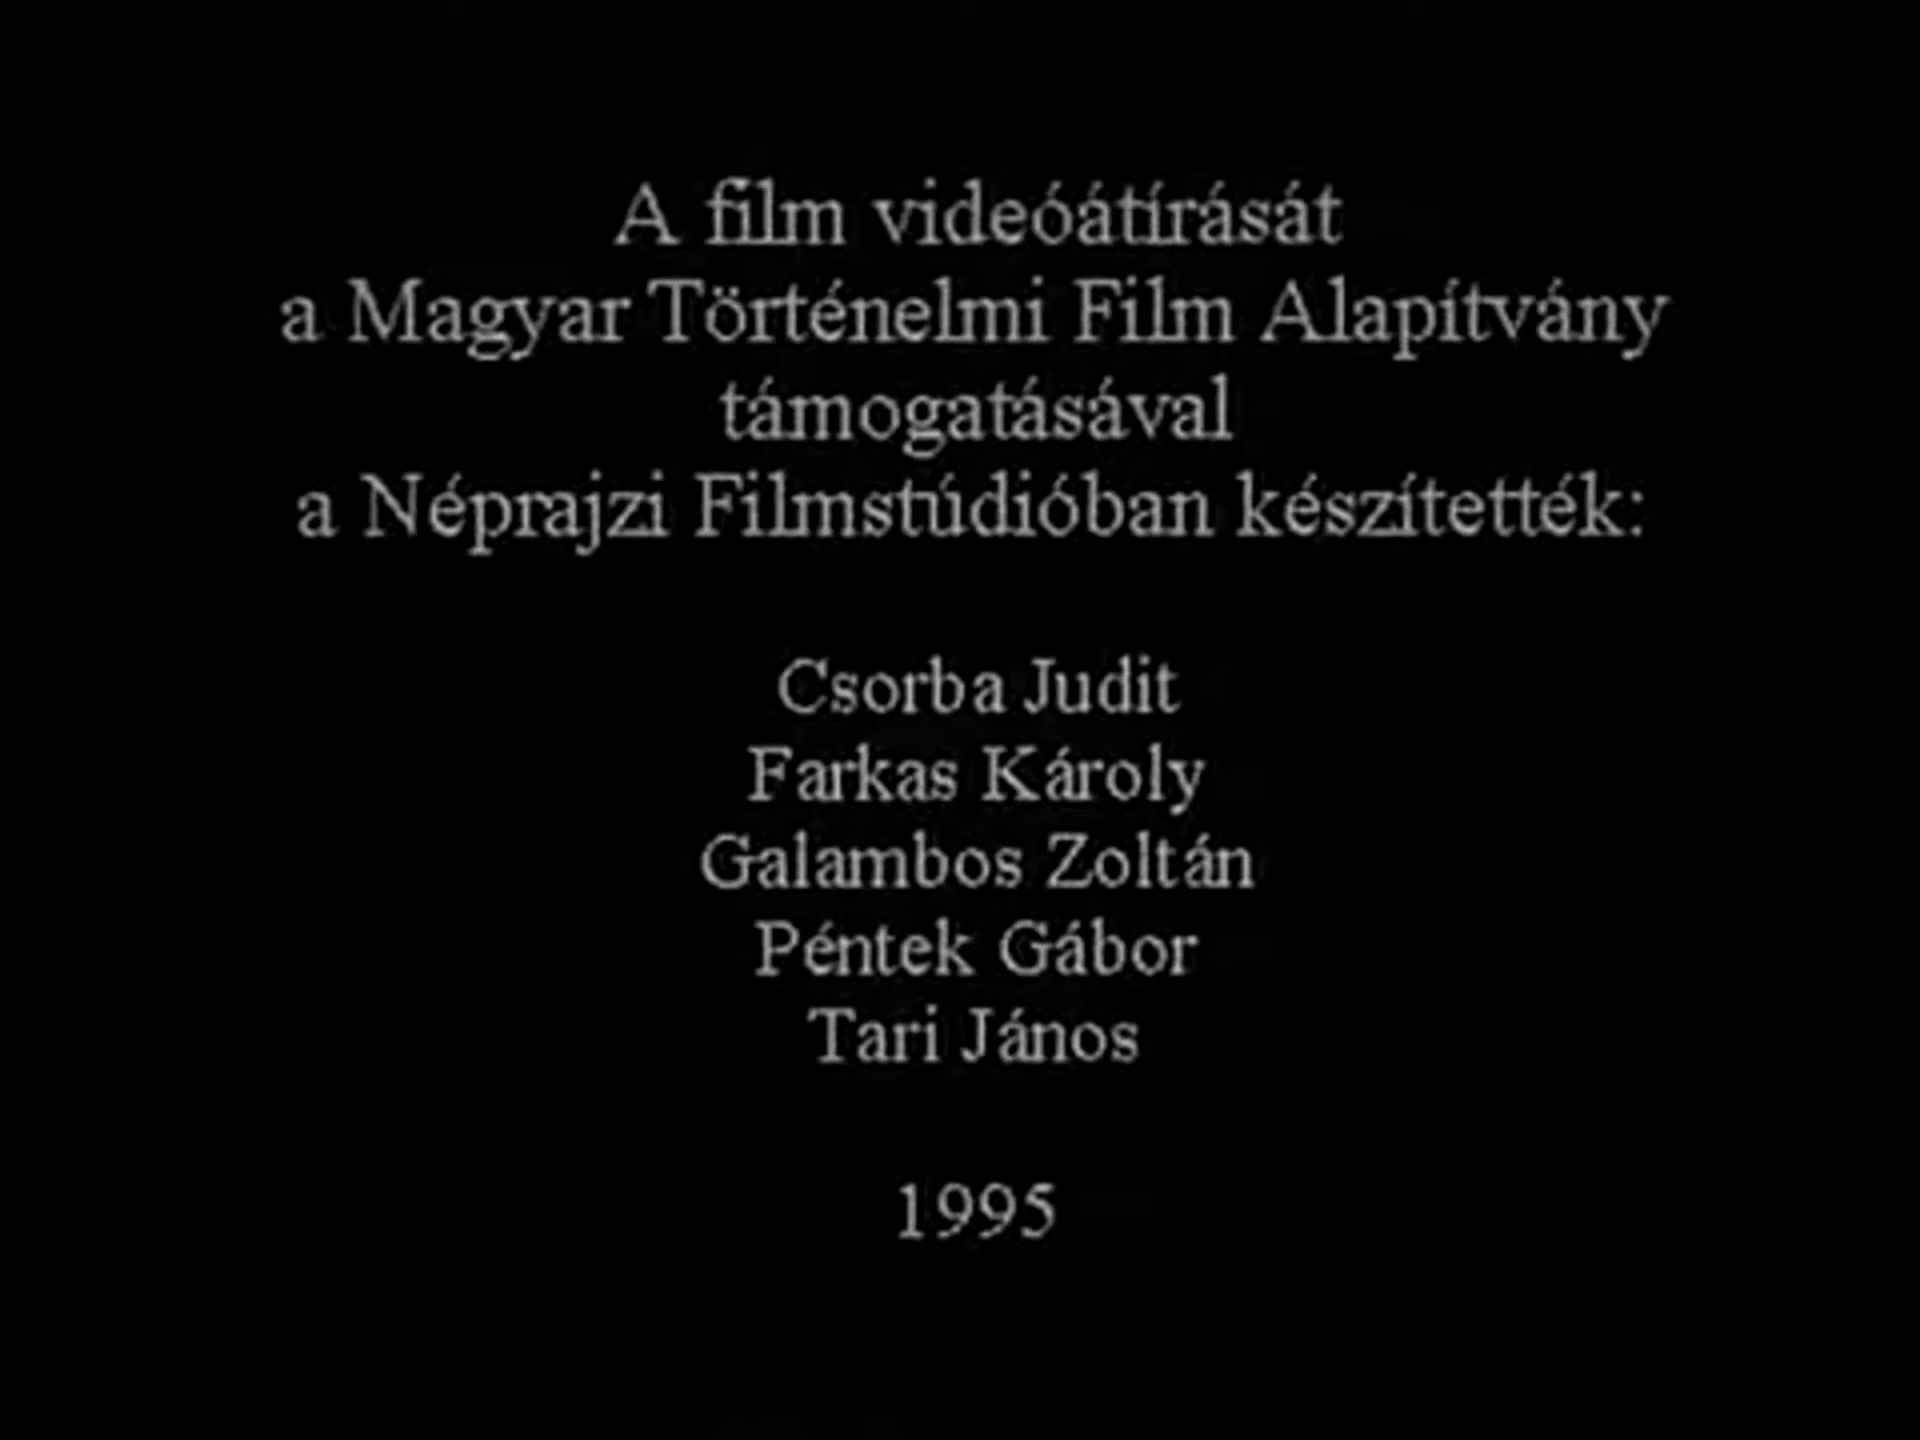 A film videóátírását
a Magyar Történelmi Film Alapítvány
támogatásával
a Néprajzi Filmstúdióban készítették:
Csorba Judit
Farkas Károly
Galambos Zoltán
Péntek Gábor
Tari János
1995